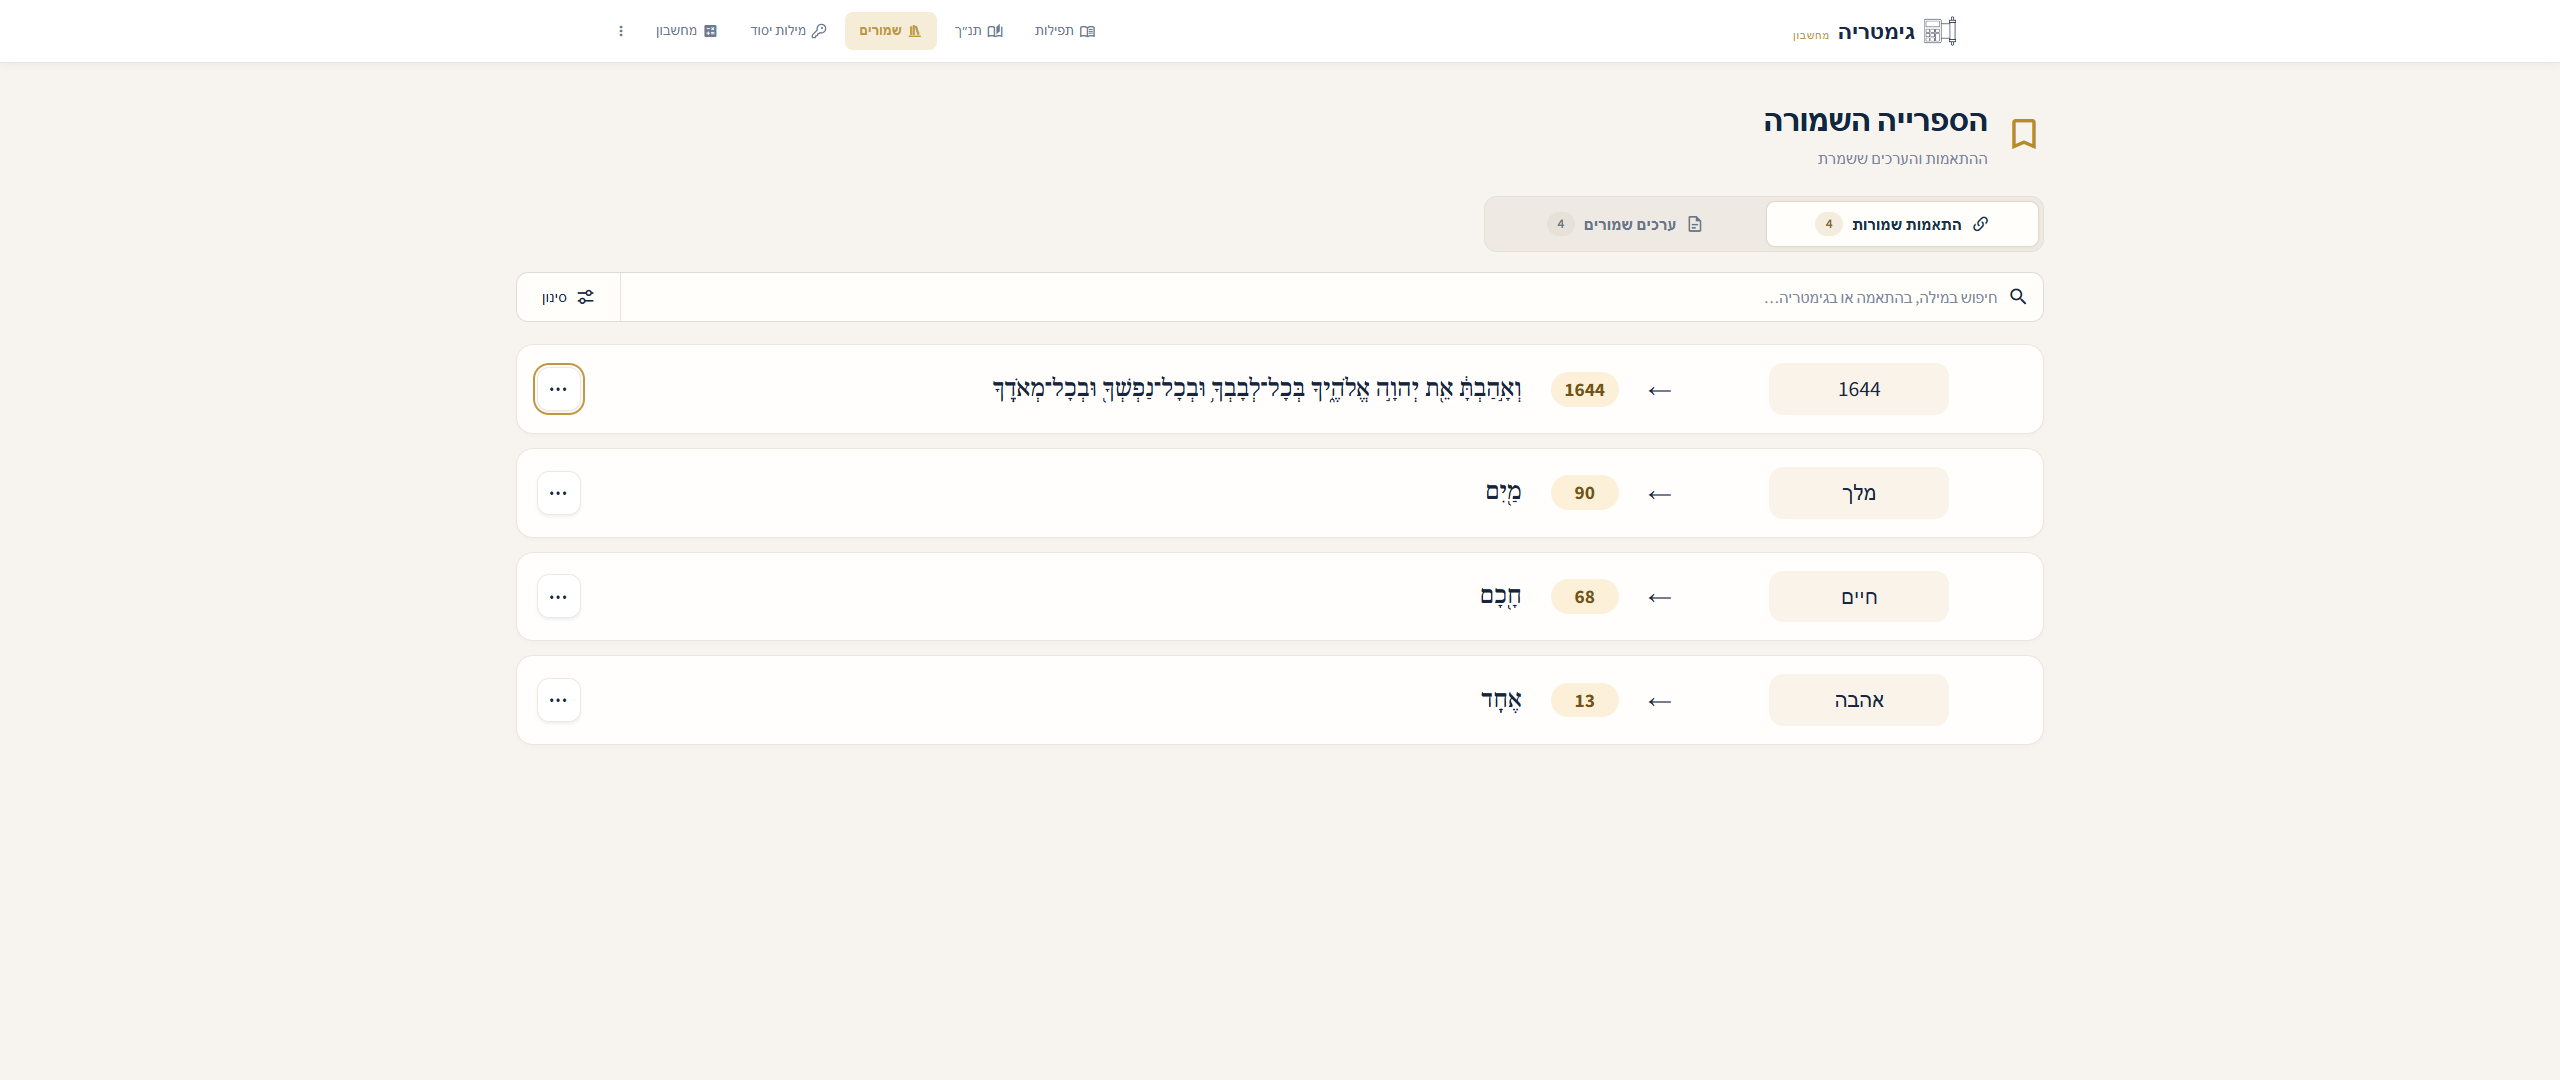 גימטריה מחשבון
תפילות
תנ״ך
שמורים
מילות יסוד
מחשבון
הספרייה השמורה
ההתאמות והערכים ששמרת
התאמות שמורות 4
ערכים שמורים 4
חיפוש במילה, בהתאמה או בגימטריה...
סינון
1644 ← 1644 וְאָ֣הַבְתָּ֔ אֵ֖ת יְהוָ֣ה אֱלֹהֶ֑יךָ בְּכָל־לְבָבְךָ֥ וּבְכָל־נַפְשְׁךָ֖ וּבְכָל־מְאֹדֶֽךָ
מלך ← 90 מַ֖יִם
חיים ← 68 חָכָ֖ם
אהבה ← 13 אֶחָֽד